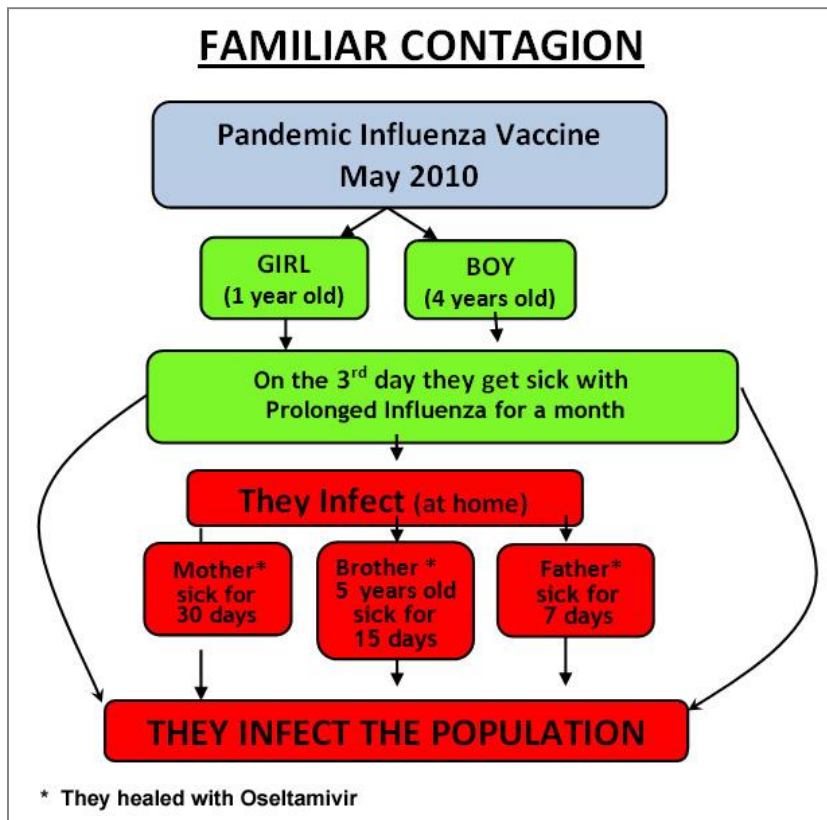 FAMILIAR CONTAGION
Pandemic Influenza Vaccine
May 2010
GIRL
(1 year old)
BOY
(4 years old)
On the 3rd day they get sick with
Prolonged Influenza for a month
They Infect (at home)
Mother*
sick for
30 days
Brother *
5 years old
sick for
15 days
Father*
sick for
7 days
THEY INFECT THE POPULATION
* They healed with Oseltamivir